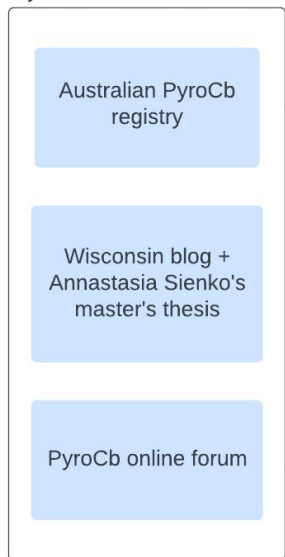 Australian PyroCb
registry
Wisconsin blog +
Annastasia Sienko's
master's thesis
PyroCb online forum